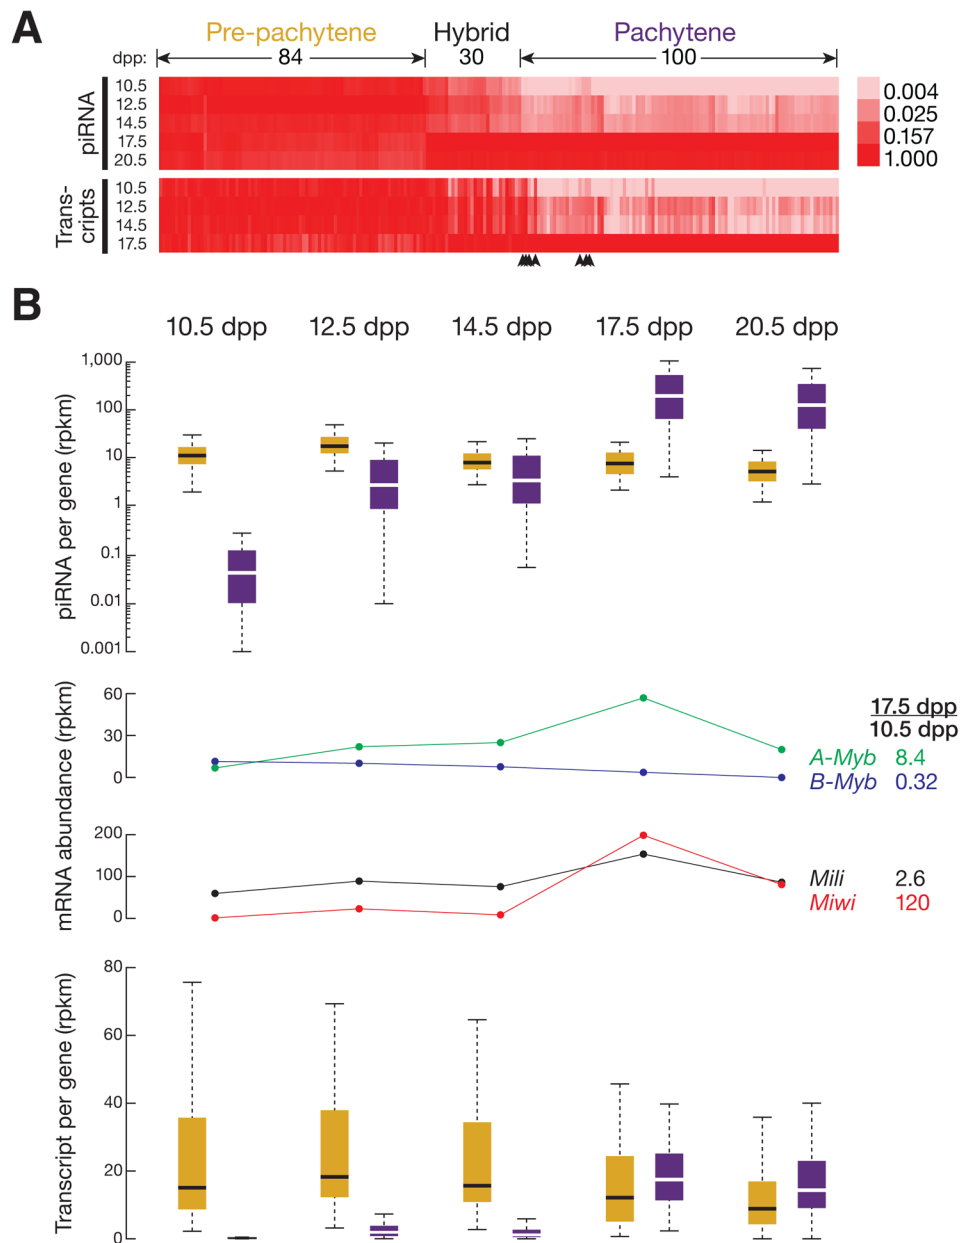 A
Pre-pachytene Hybrid Pachytene
dpp: 84 30 100
piRNA
10.5
12.5
14.5
17.5
20.5
0.004
0.025
0.157
1.000
Trans-
cripts
10.5
12.5
14.5
17.5
B
10.5 dpp 12.5 dpp 14.5 dpp 17.5 dpp 20.5 dpp
piRNA per gene (rpkm)
1,000
100
10
1
0.1
0.01
0.001
mRNA abundance (rpkm)
60
30
0
17.5 dpp
10.5 dpp
A-Myb 8.4
B-Myb 0.32
200
100
0
Mili 2.6
Miwi 120
Transcript per gene (rpkm)
80
60
40
20
0